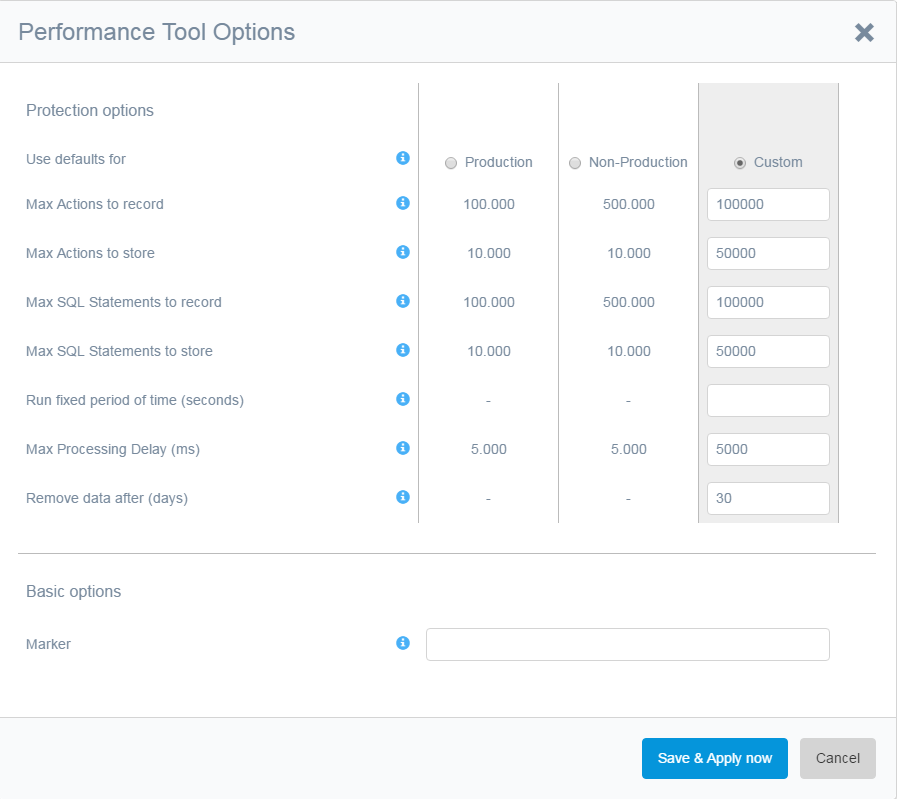 Performance Tool Options
Protection options
Use defaults for Production Non-Production Custom
Max Actions to record 100.000 500.000 100000
Max Actions to store 10.000 10.000 50000
Max SQL Statements to record 100.000 500.000 100000
Max SQL Statements to store 10.000 10.000 50000
Run fixed period of time (seconds) - -
Max Processing Delay (ms) 5.000 5.000 5000
Remove data after (days) - - 30
Basic options
Marker
Save & Apply now Cancel